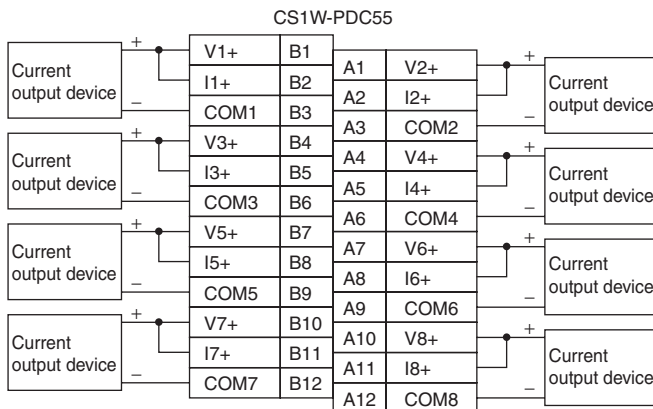 CS1W-PDC55
Current
output device
+
−
V1+ B1
I1+ B2
COM1 B3
Current
output device
+
−
V3+ B4
I3+ B5
COM3 B6
Current
output device
+
−
V5+ B7
I5+ B8
COM5 B9
Current
output device
+
−
V7+ B10
I7+ B11
COM7 B12
A1 V2+
A2 I2+
A3 COM2
+
−
Current
output device
A4 V4+
A5 I4+
A6 COM4
+
−
Current
output device
A7 V6+
A8 I6+
A9 COM6
+
−
Current
output device
A10 V8+
A11 I8+
A12 COM8
+
−
Current
output device